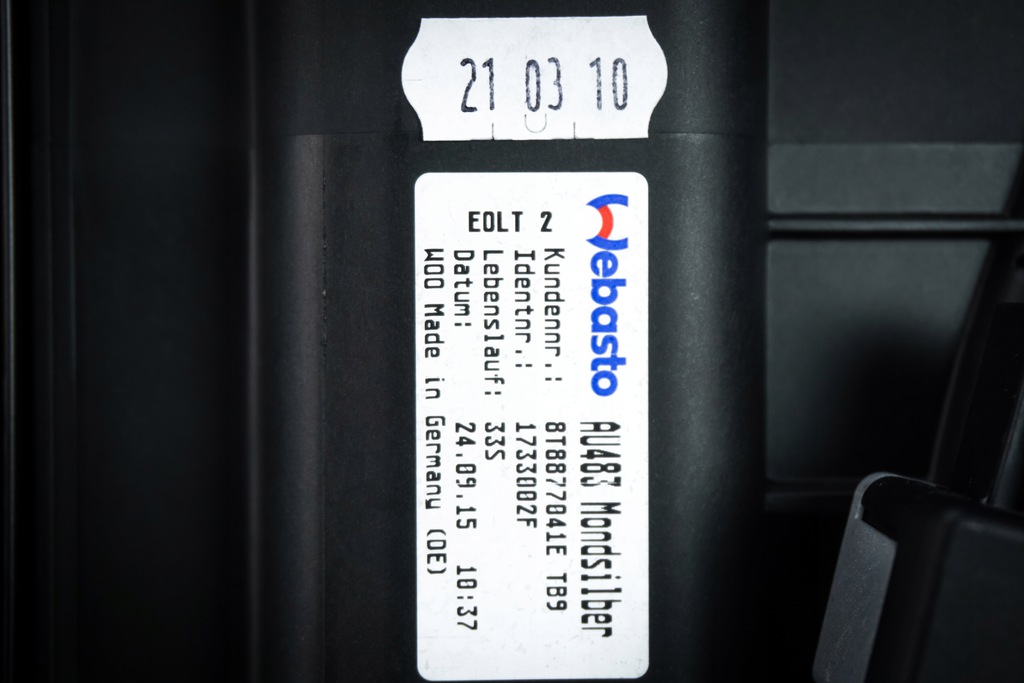 21 03 10
EOLT 2
Webasto AU483 Mondsilber
Kundennr.: 8T8877041E TB9
Identnr.: 1733002F
Lebenslauf: 33S
Datum: 24.09.15 10:37
W00 Made in Germany (DE)